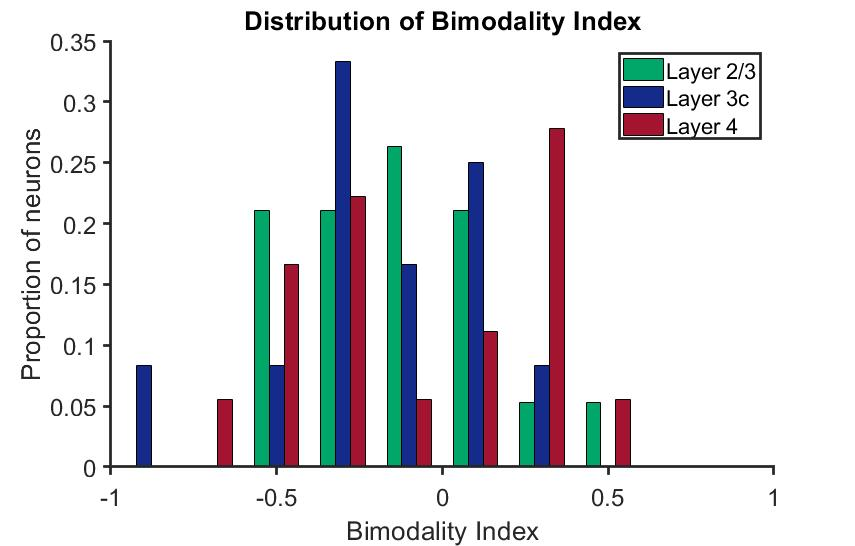 Distribution of Bimodality Index
0.35
0.3
0.25
0.2
0.15
0.1
0.05
0
Proportion of neurons
Layer 2/3
Layer 3c
Layer 4
-1
-0.5
0
0.5
1
Bimodality Index